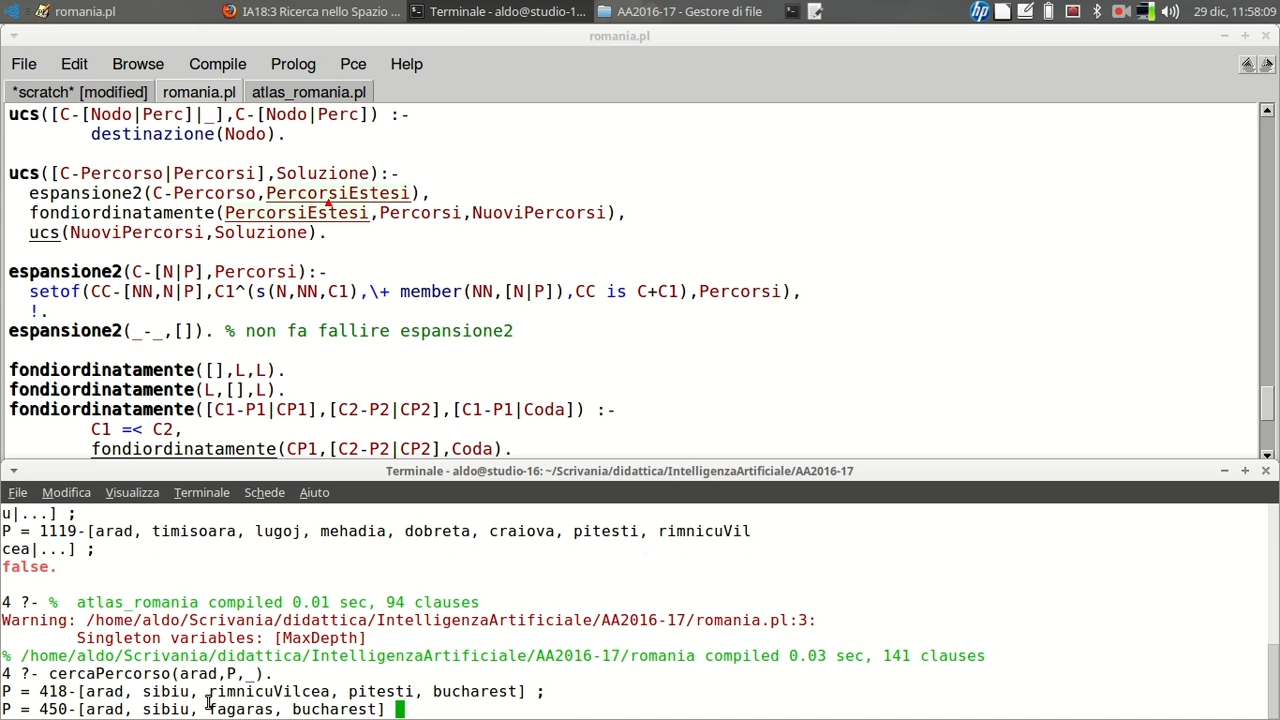 romania.pl
IA18:3 Ricerca nello Spazio ...
Terminale - aldo@studio-1...
AA2016-17 - Gestore di file
29 dic, 11:58:09
romania.pl
File Edit Browse Compile Prolog Pce Help
*scratch* [modified] romania.pl atlas_romania.pl
ucs([C-[Nodo|Perc]|_],C-[Nodo|Perc]) :-
destinazione(Nodo).
ucs([C-Percorso|Percorsi],Soluzione):-
espansione2(C-Percorso,PercorsiEstesi),
fondiordinatamente(PercorsiEstesi,Percorsi,NuoviPercorsi),
ucs(NuoviPercorsi,Soluzione).
espansione2(C-[N|P],Percorsi):-
setof(CC-[NN,N|P],C1^(s(N,NN,C1),\+ member(NN,[N|P]),CC is C+C1),Percorsi),
!.
espansione2(_-_,[]). % non fa fallire espansione2
fondiordinatamente([],L,L).
fondiordinatamente(L,[],L).
fondiordinatamente([C1-P1|CP1],[C2-P2|CP2],[C1-P1|Coda]) :-
C1 =< C2,
fondiordinatamente(CP1,[C2-P2|CP2],Coda).
Terminale - aldo@studio-16: ~/Scrivania/didattica/IntelligenzaArtificiale/AA2016-17
File Modifica Visualizza Terminale Schede Aiuto
u|...] ;
P = 1119-[arad, timisoara, lugoj, mehadia, dobreta, craiova, pitesti, rimnicuVil
cea|...] ;
false.
4 ?- % atlas_romania compiled 0.01 sec, 94 clauses
Warning: /home/aldo/Scrivania/didattica/IntelligenzaArtificiale/AA2016-17/romania.pl:3:
Singleton variables: [MaxDepth]
% /home/aldo/Scrivania/didattica/IntelligenzaArtificiale/AA2016-17/romania compiled 0.03 sec, 141 clauses
4 ?- cercaPercorso(arad,P,_).
P = 418-[arad, sibiu, rimnicuVilcea, pitesti, bucharest] ;
P = 450-[arad, sibiu, fagaras, bucharest]